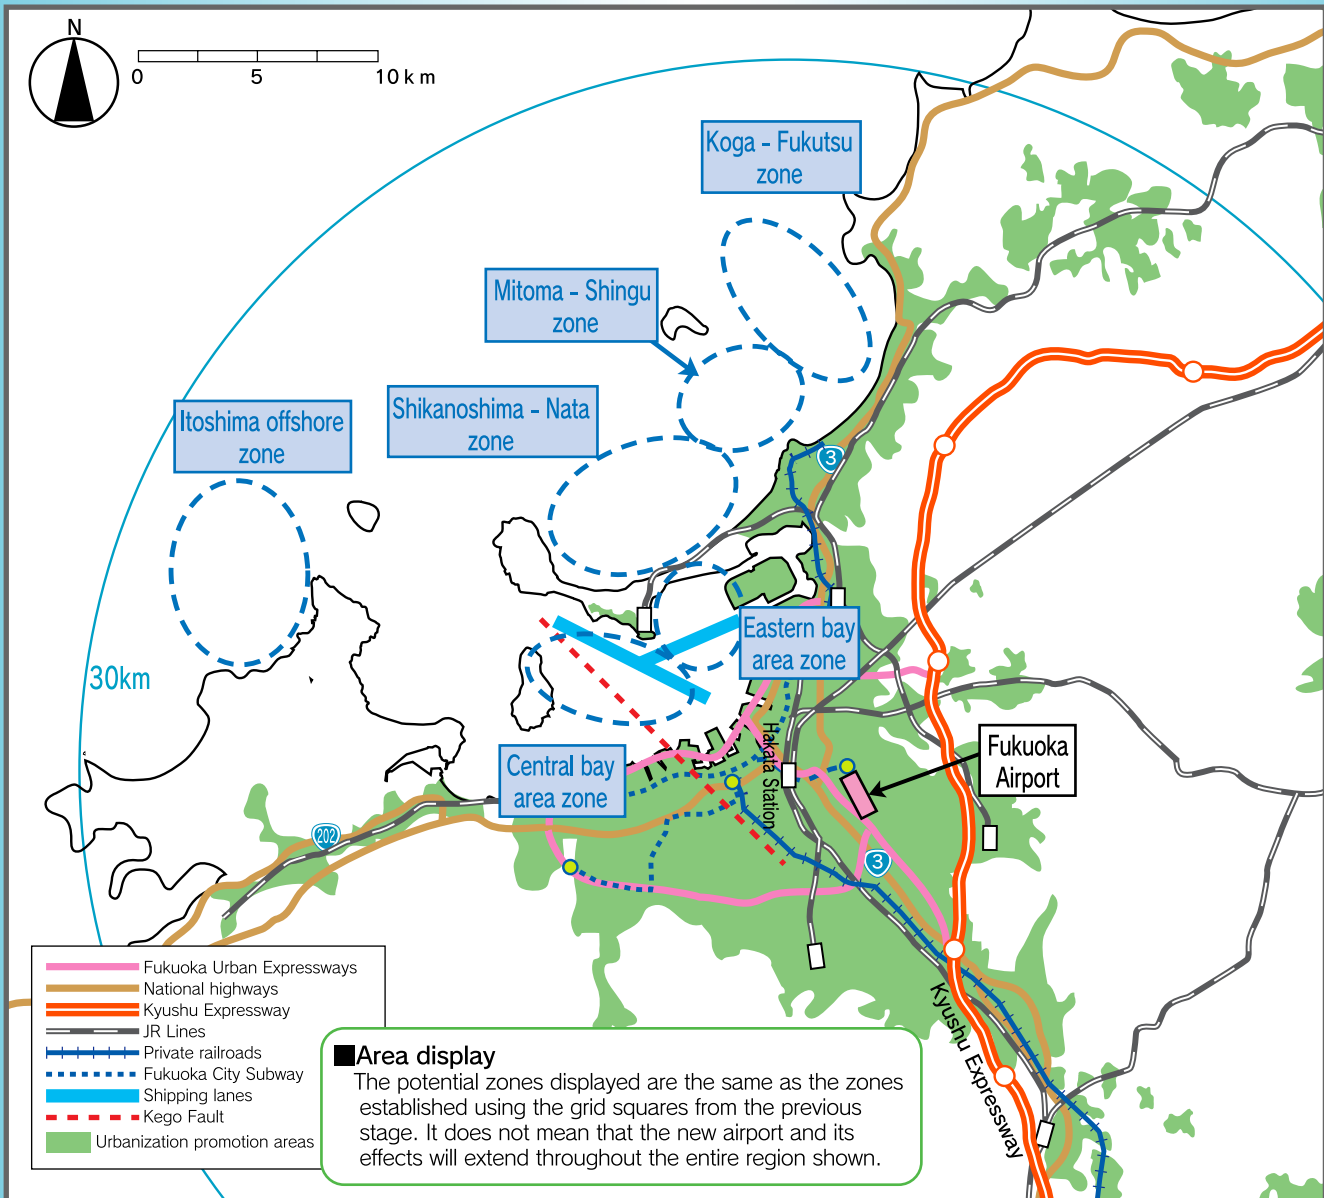 N
0 5 10 k m
Koga - Fukutsu
zone
Mitoma - Shingu
zone
Shikanoshima - Nata
zone
Itoshima offshore
zone
3
30km
Eastern bay
area zone
Hakata Station
Fukuoka
Airport
Central bay
area zone
202
3
Kyushu Expressway
Fukuoka Urban Expressways
National highways
Kyushu Expressway
JR Lines
Private railroads
Fukuoka City Subway
Shipping lanes
Kego Fault
Urbanization promotion areas
■Area display
The potential zones displayed are the same as the zones
established using the grid squares from the previous
stage. It does not mean that the new airport and its
effects will extend throughout the entire region shown.